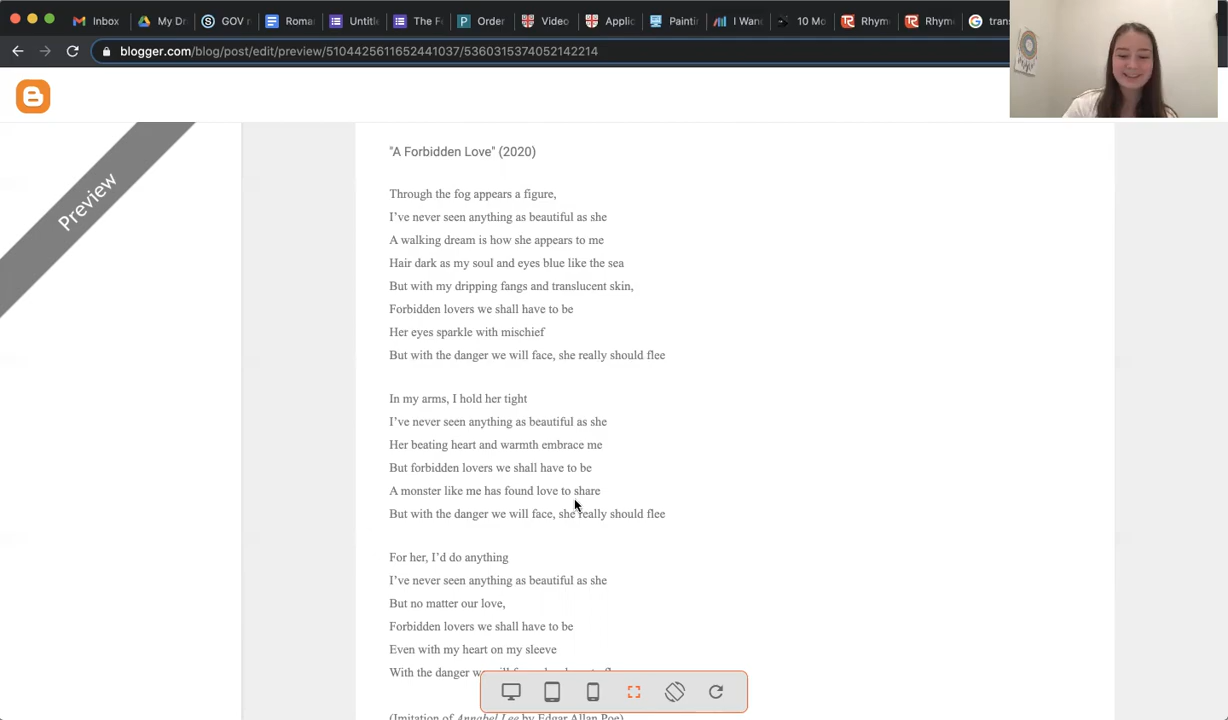 Inbox
My Dr
GOV r
Roma
Untitle
The F
Order
Video
Applic
Paintir
I Wan
10 Mo
Rhym
Rhym
tran
blogger.com/blog/post/edit/preview/5104425611652441037/5360315374052142214
Preview
"A Forbidden Love" (2020)
Through the fog appears a figure,
I've never seen anything as beautiful as she
A walking dream is how she appears to me
Hair dark as my soul and eyes blue like the sea
But with my dripping fangs and translucent skin,
Forbidden lovers we shall have to be
Her eyes sparkle with mischief
But with the danger we will face, she really should flee
In my arms, I hold her tight
I've never seen anything as beautiful as she
Her beating heart and warmth embrace me
But forbidden lovers we shall have to be
A monster like me has found love to share
But with the danger we will face, she really should flee
For her, I'd do anything
I've never seen anything as beautiful as she
But no matter our love,
Forbidden lovers we shall have to be
Even with my heart on my sleeve
With the danger
(Imitation of Annabel Lee by Edgar Allan Poe)